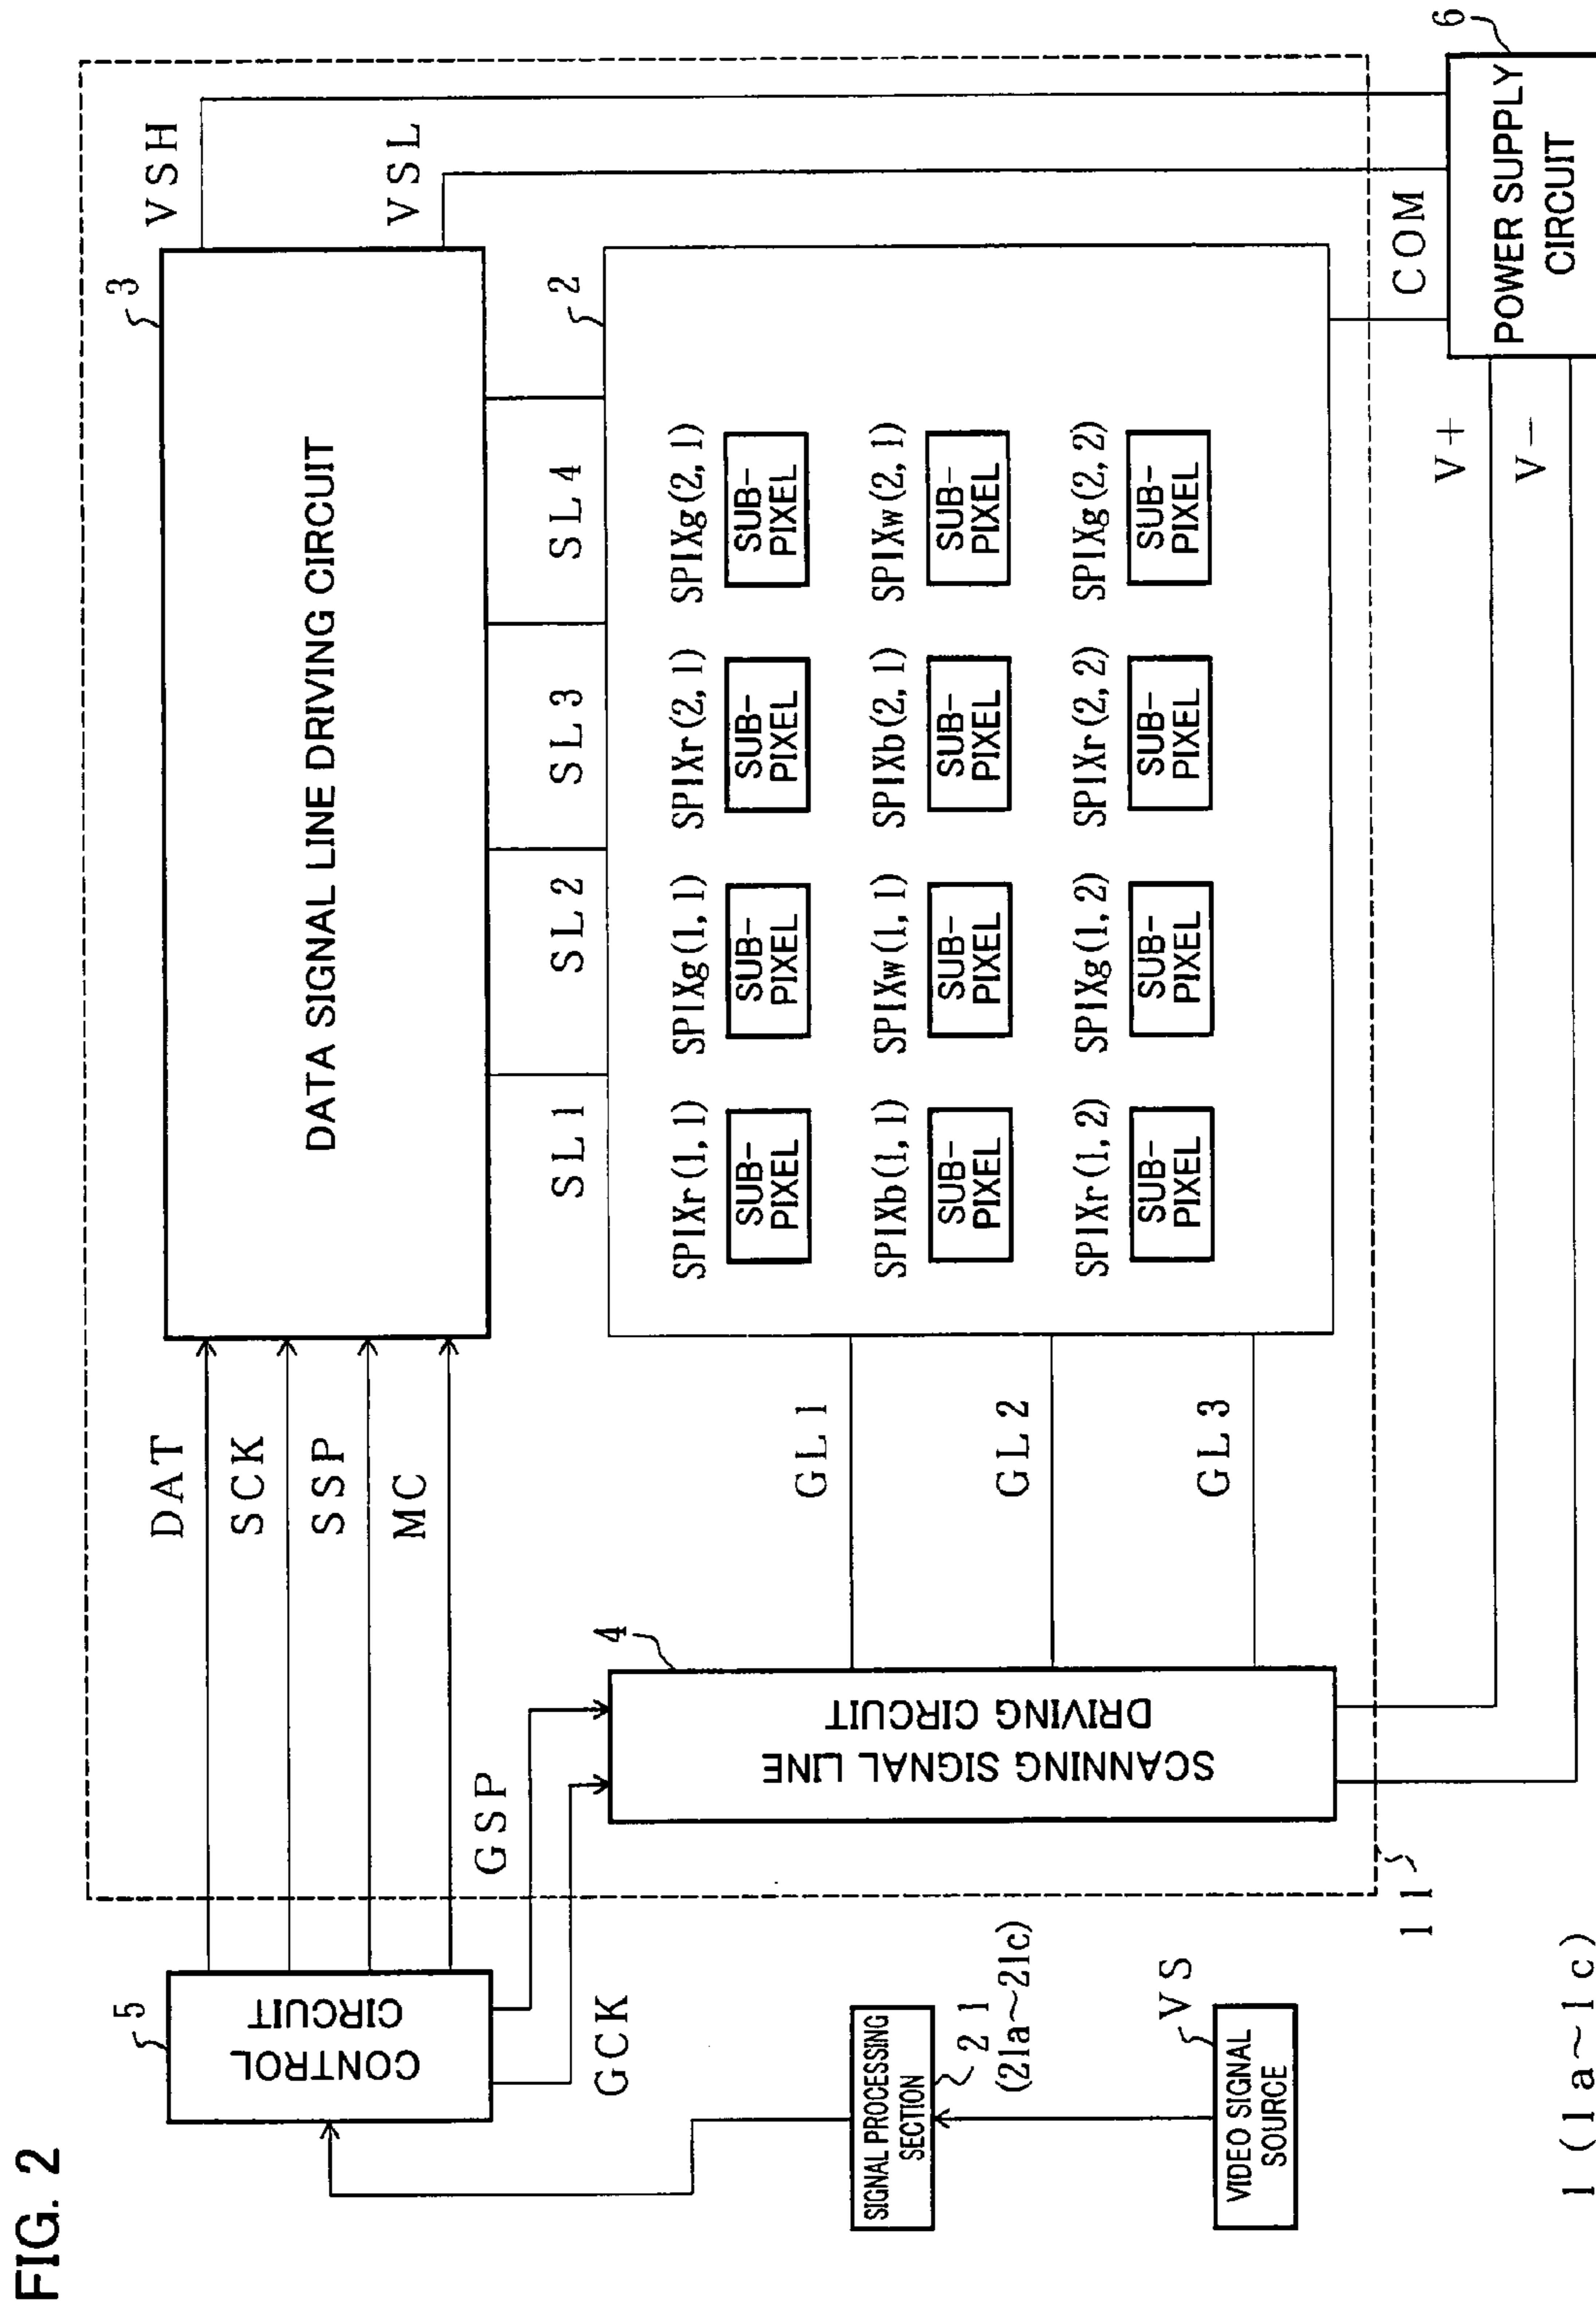 FIG. 2
5
CONTROL
CIRCUIT
DAT
SCK
SSP
MC
GSP
GCK
3
DATA SIGNAL LINE DRIVING CIRCUIT
VSH
VSL
SL1
SL2
SL3
SL4
2
4
SCANNING SIGNAL LINE
DRIVING CIRCUIT
GL1
GL2
GL3
SPIXr(1, 1)
SPIXg(1, 1)
SPIXr(2, 1)
SPIXg(2, 1)
SUB-
PIXEL
SUB-
PIXEL
SUB-
PIXEL
SUB-
PIXEL
SPIXb(1, 1)
SPIXw(1, 1)
SPIXb(2, 1)
SPIXw(2, 1)
SUB-
PIXEL
SUB-
PIXEL
SUB-
PIXEL
SUB-
PIXEL
SPIXr(1, 2)
SPIXg(1, 2)
SPIXr(2, 2)
SPIXg(2, 2)
SUB-
PIXEL
SUB-
PIXEL
SUB-
PIXEL
SUB-
PIXEL
SIGNAL PROCESSING
SECTION
21
(21a~21c)
VS
VIDEO SIGNAL
SOURCE
11
COM
V+
V-
6
POWER SUPPLY
CIRCUIT
1 (1a~1c)